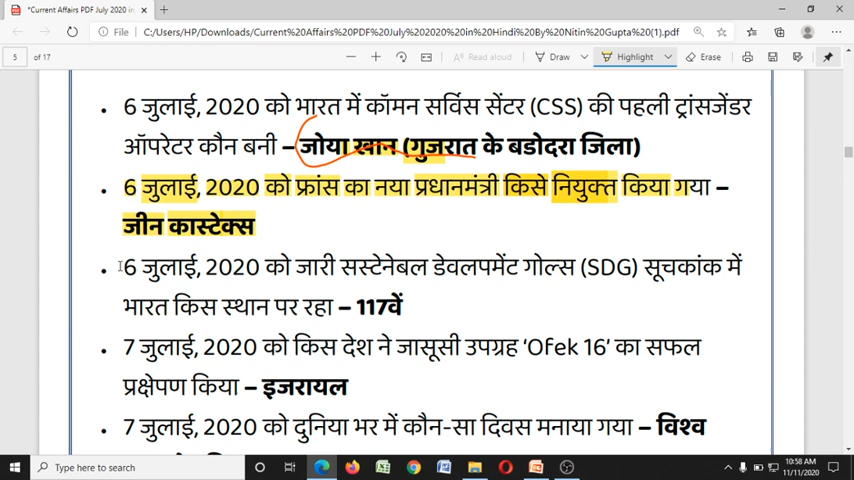 *Current Affairs PDF July 2020 in
File
C:/Users/HP/Downloads/Current%20Affairs%20PDF%20July%202020%20in%20Hindi%20By%20Nitin%20Gupta%20(1).pdf
5 of 17
Read aloud
Draw
Highlight
Erase
• 6 जुलाई, 2020 को भारत में कॉमन सर्विस सेंटर (CSS) की पहली ट्रांसजेंडर
ऑपरेटर कौन बनी – जोया खान (गुजरात के बडोदरा जिला)
• 6 जुलाई, 2020 को फ्रांस का नया प्रधानमंत्री किसे नियुक्त किया गया –
जीन कास्टेक्स
• 6 जुलाई, 2020 को जारी सस्टेनेबल डेवलपमेंट गोल्स (SDG) सूचकांक में
भारत किस स्थान पर रहा – 117वें
• 7 जुलाई, 2020 को किस देश ने जासूसी उपग्रह ‘Ofek 16’ का सफल
प्रक्षेपण किया – इजरायल
• 7 जुलाई, 2020 को दुनिया भर में कौन-सा दिवस मनाया गया – विश्व
Type here to search
10:58 AM
11/11/2020